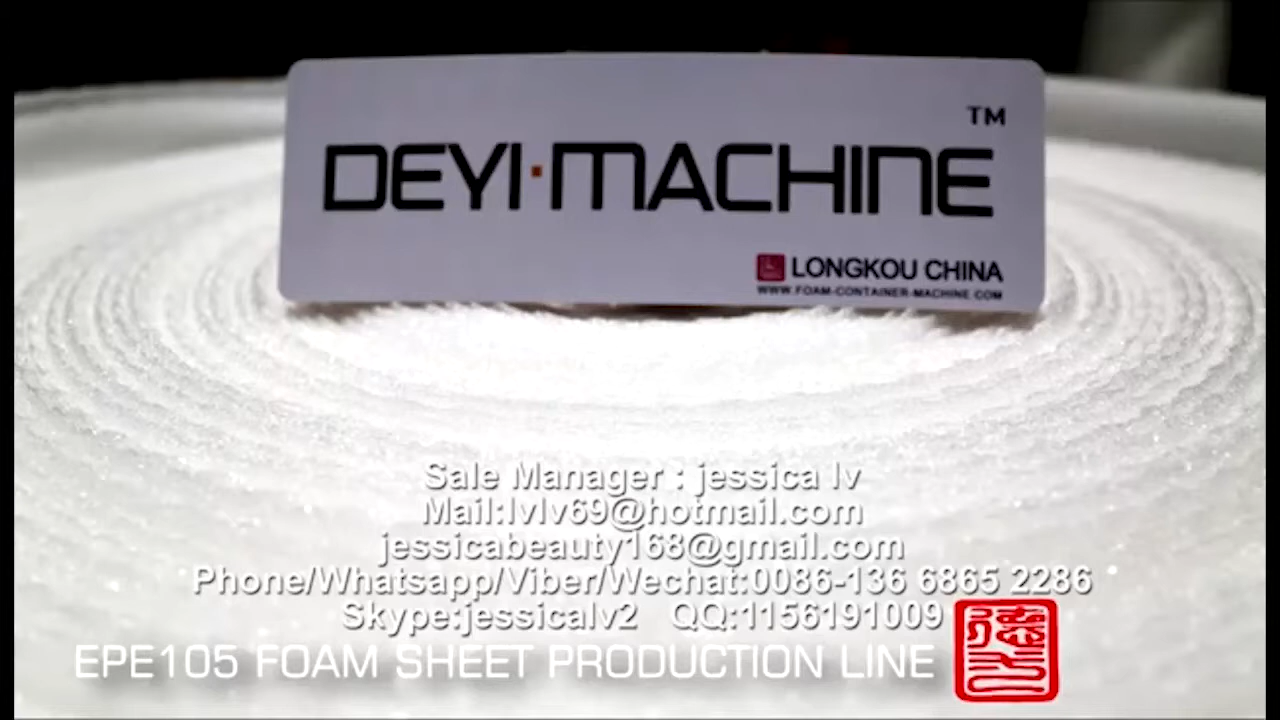 TM
DEYI·MACHINE
LONGKOU CHINA
WWW.FOAM-CONTAINER-MACHINE.COM
Sale Manager : jessica lv
Mail:lvlv69@hotmail.com
jessicabeauty168@gmail.com
Phone/Whatsapp/Viber/Wechat:0086-136 6865 2286
Skype:jessicalv2 QQ:1156191009
EPE105 FOAM SHEET PRODUCTION LINE